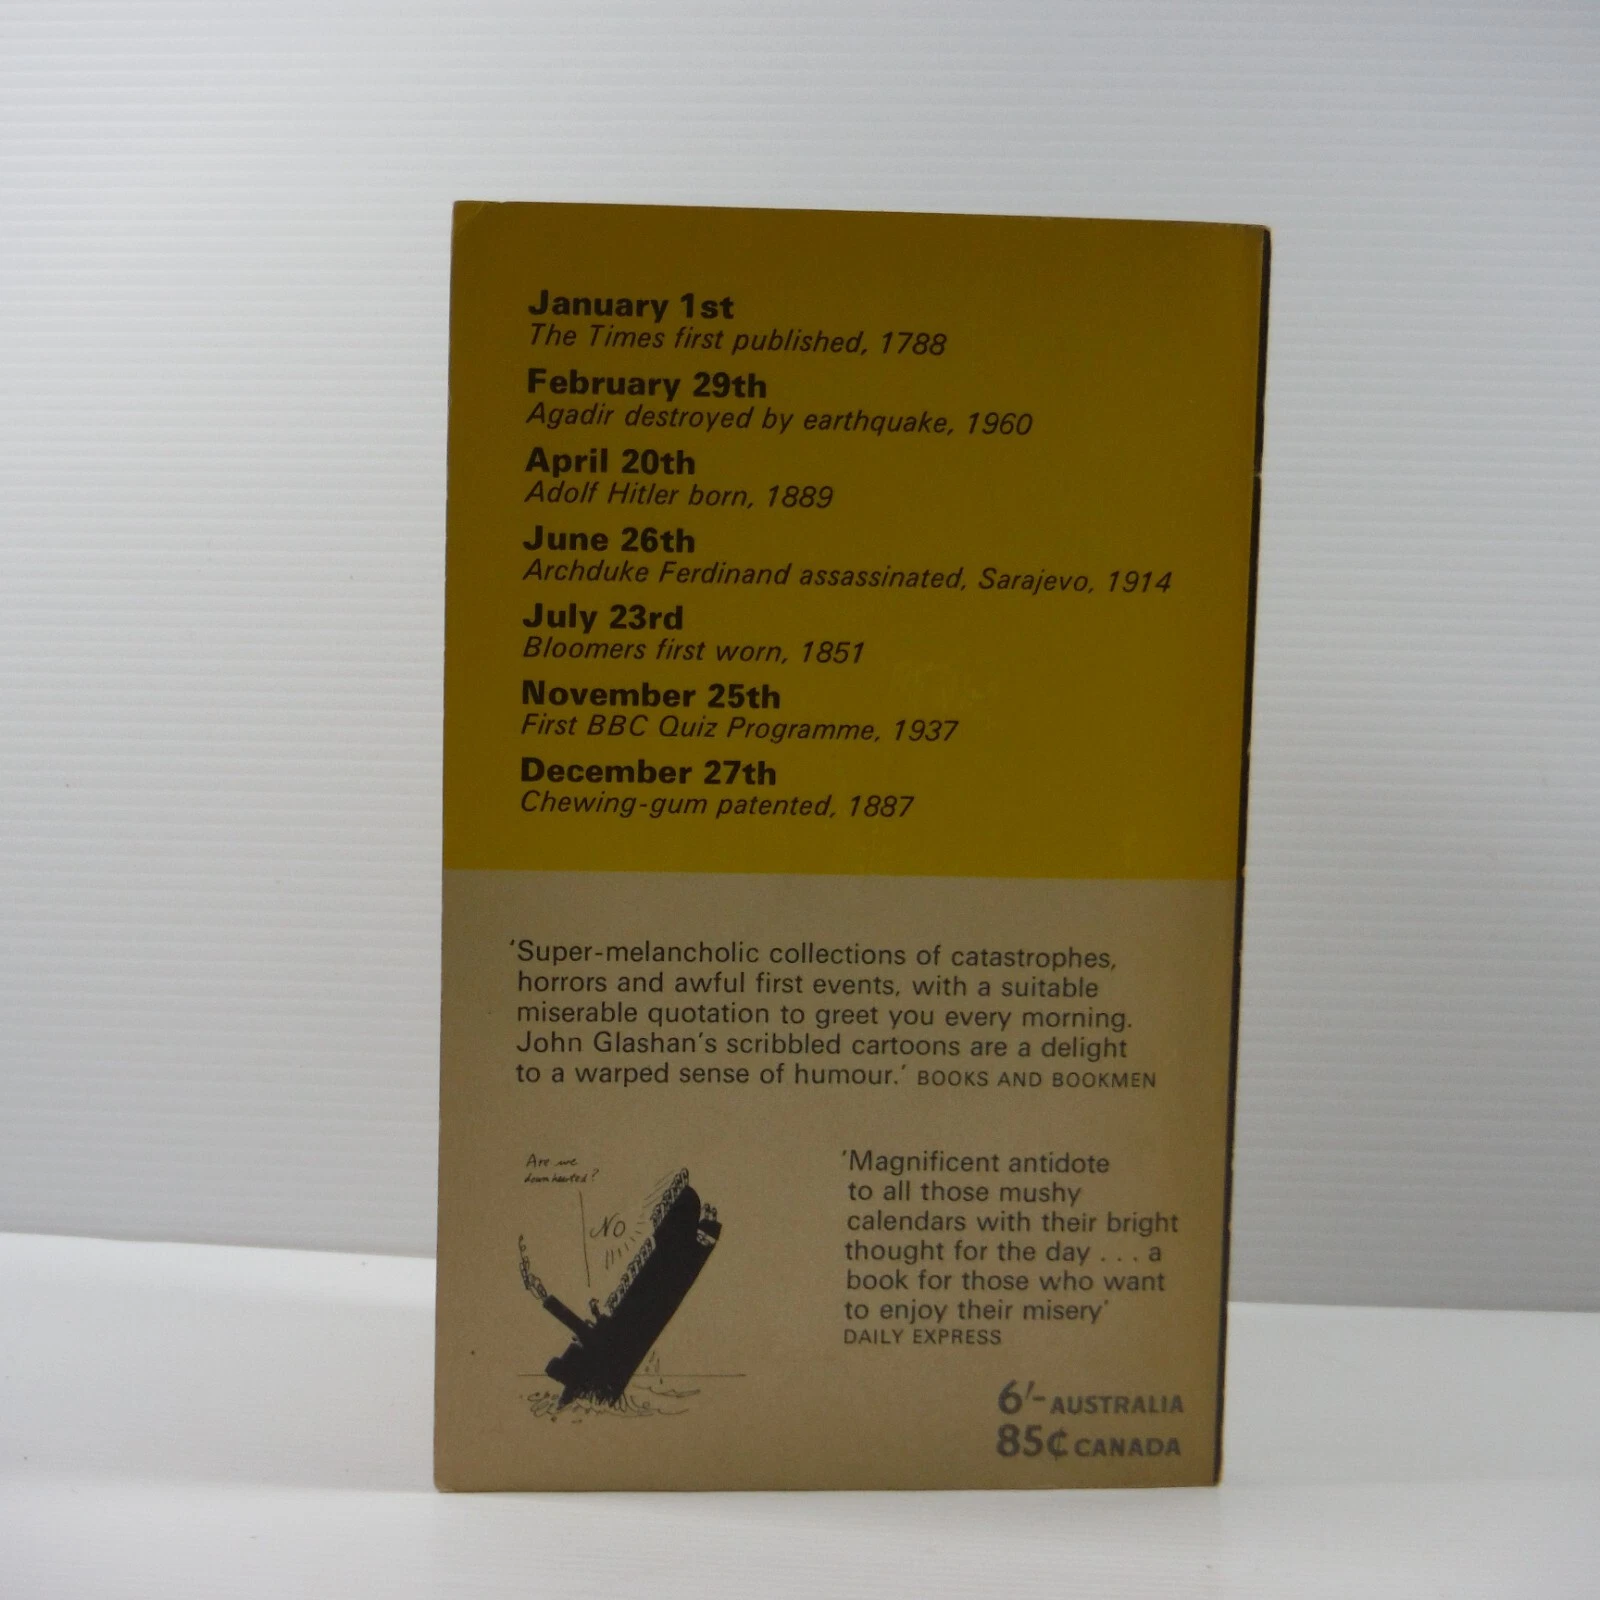 January 1st
The Times first published, 1788
February 29th
Agadir destroyed by earthquake, 1960
April 20th
Adolf Hitler born, 1889
June 26th
Archduke Ferdinand assassinated, Sarajevo, 1914
July 23rd
Bloomers first worn, 1851
November 25th
First BBC Quiz Programme, 1937
December 27th
Chewing-gum patented, 1887
'Super-melancholic collections of catastrophes,
horrors and awful first events, with a suitable
miserable quotation to greet you every morning.
John Glashan's scribbled cartoons are a delight
to a warped sense of humour.' BOOKS AND BOOKMEN
Are we
downhearted?
NO
'Magnificent antidote
to all those mushy
calendars with their bright
thought for the day . . . a
book for those who want
to enjoy their misery'
DAILY EXPRESS
6/- AUSTRALIA
85¢ CANADA